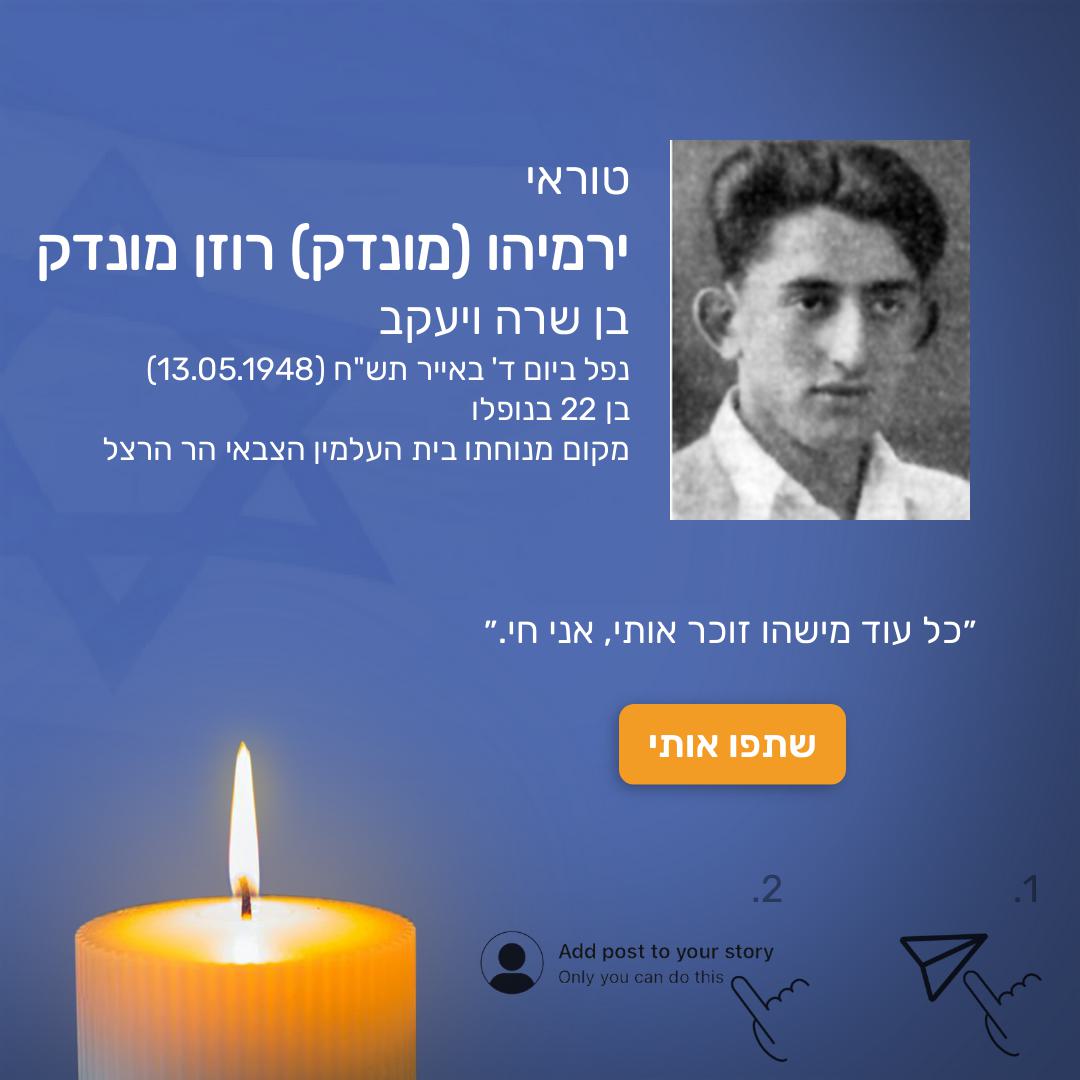 טוראי
ירמיהו (מונדק) רוזן מונדק
בן שרה ויעקב
נפל ביום ד' באייר תש"ח (13.05.1948)
בן 22 בנופלו
מקום מנוחתו בית העלמין הצבאי הר הרצל
״כל עוד מישהו זוכר אותי, אני חי.״
שתפו אותי
1.
2.
Add post to your story
Only you can do this